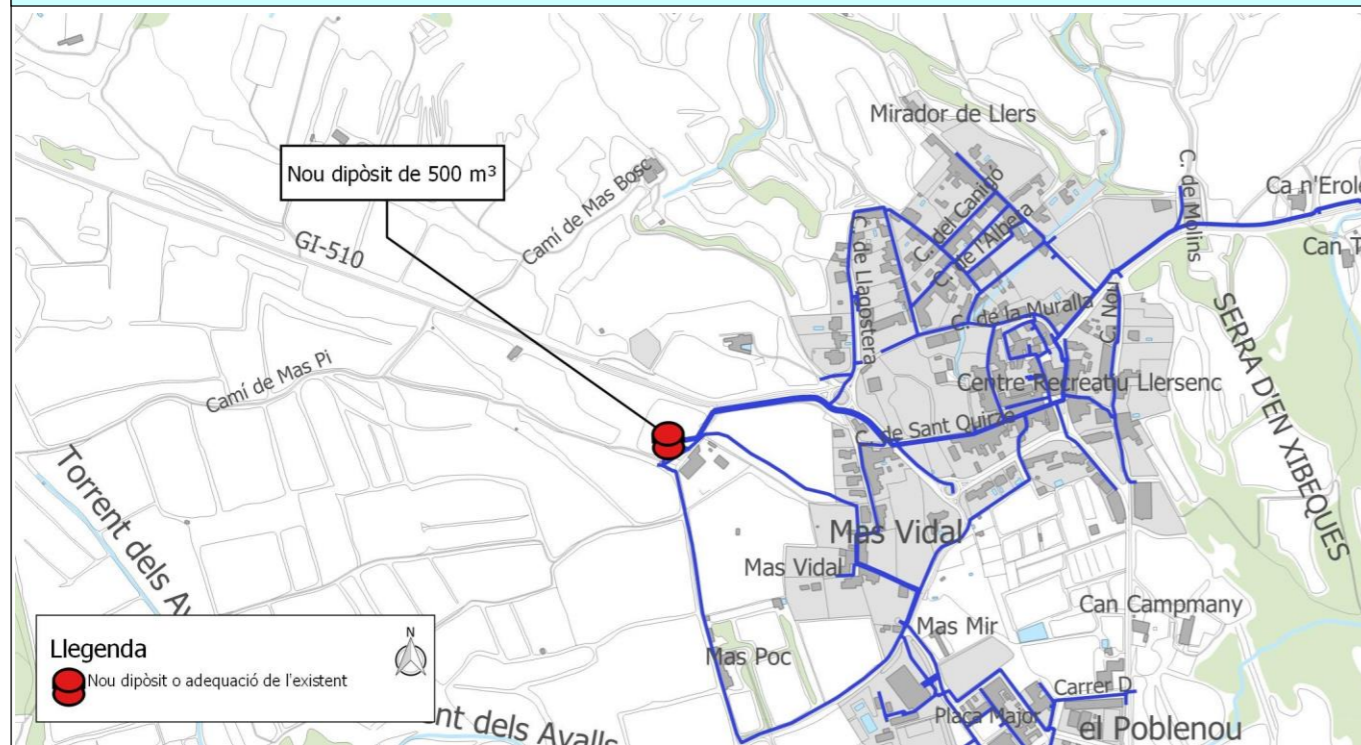 Mirador de Llers
Nou dipòsit de 500 m³
Camí de Mas Bosc
C. de Molins
Ca n'Erole
GI-510
C. del Canigó
C. de l'Albera
Can T
C. de Llagostera
C. de la Muralla
C. Nou
SERRA D'EN XIBEQUES
Camí de Mas Pi
Centre Recreatiu Llersenc
C. de Sant Quirze
Torrent dels Av
Mas Vidal
Mas Vidal
Can Campmany
Mas Mir
Mas Poc
Carrer D
Plaça Major
el Poblenou
nt dels Avalls
Llegenda
N
Nou dipòsit o adequació de l'existent